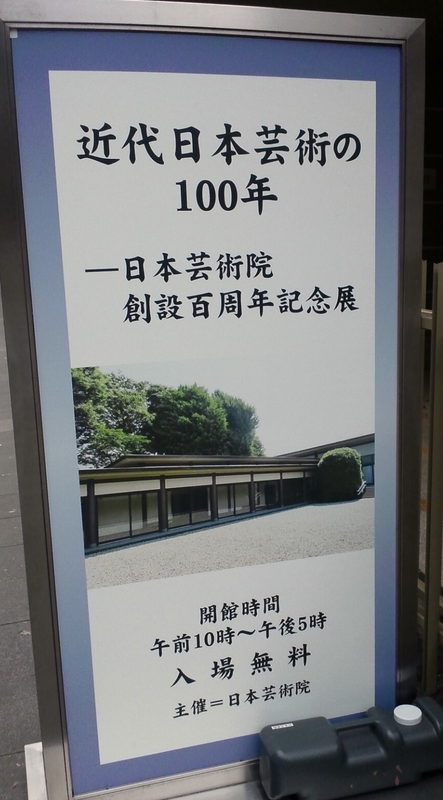 近代日本芸術の
100年
―日本芸術院
創設百周年記念展
開館時間
午前10時～午後5時
入場無料
主催＝日本芸術院